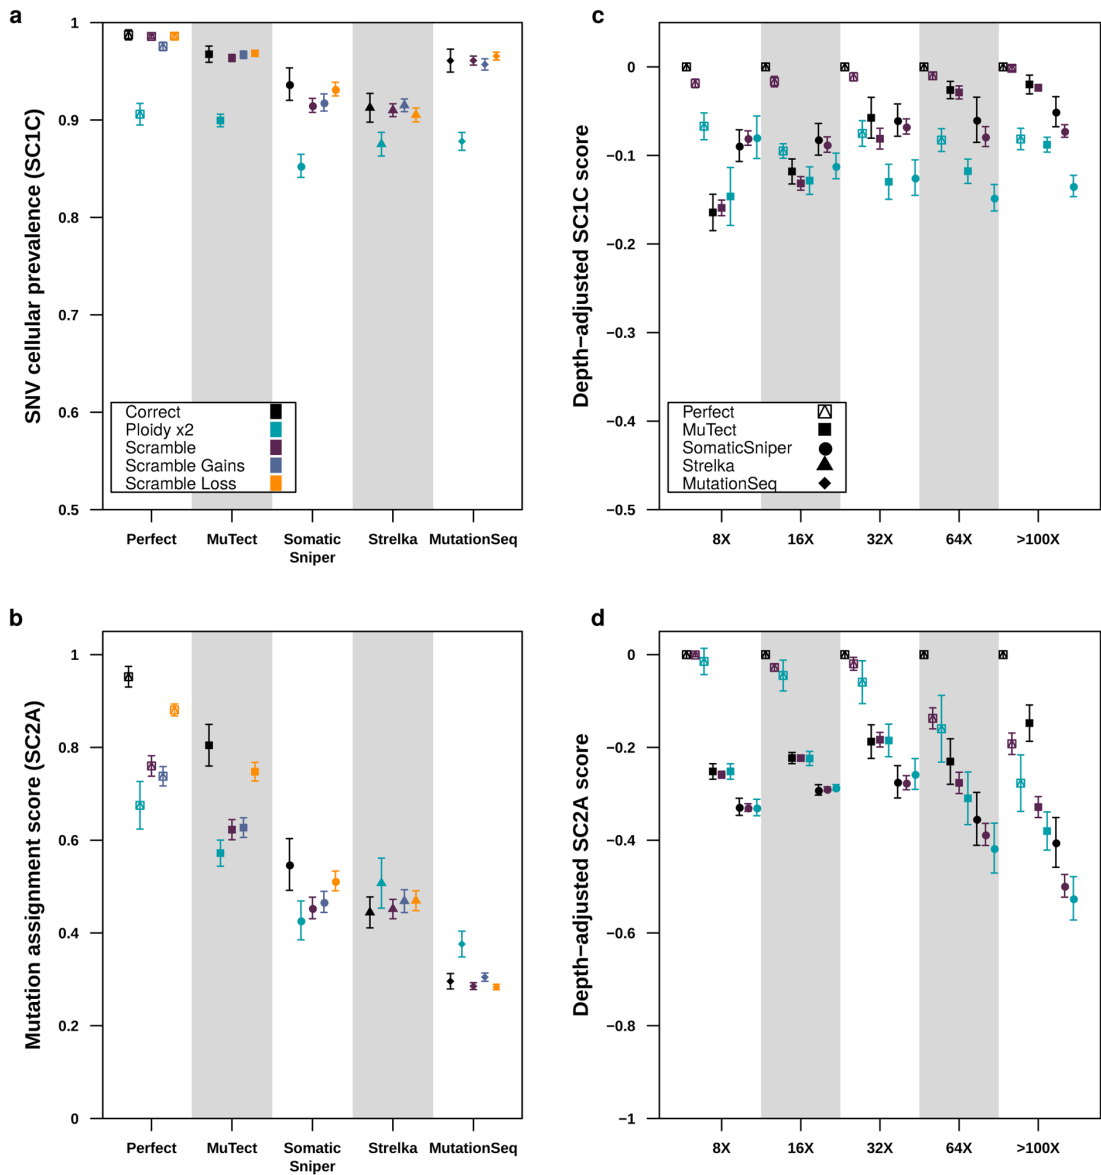 a
SNV cellular prevalence (SC1C)
1
0.9
0.8
0.7
0.6
0.5
Correct
Ploidy x2
Scramble
Scramble Gains
Scramble Loss
Perfect
MuTect
Somatic
Sniper
Strelka
MutationSeq
c
Depth−adjusted SC1C score
0
−0.1
−0.2
−0.3
−0.4
−0.5
Perfect
MuTect
SomaticSniper
Strelka
MutationSeq
8X
16X
32X
64X
>100X
b
Mutation assignment score (SC2A)
1
0.8
0.6
0.4
0.2
0
Perfect
MuTect
Somatic
Sniper
Strelka
MutationSeq
d
Depth−adjusted SC2A score
0
−0.2
−0.4
−0.6
−0.8
−1
8X
16X
32X
64X
>100X